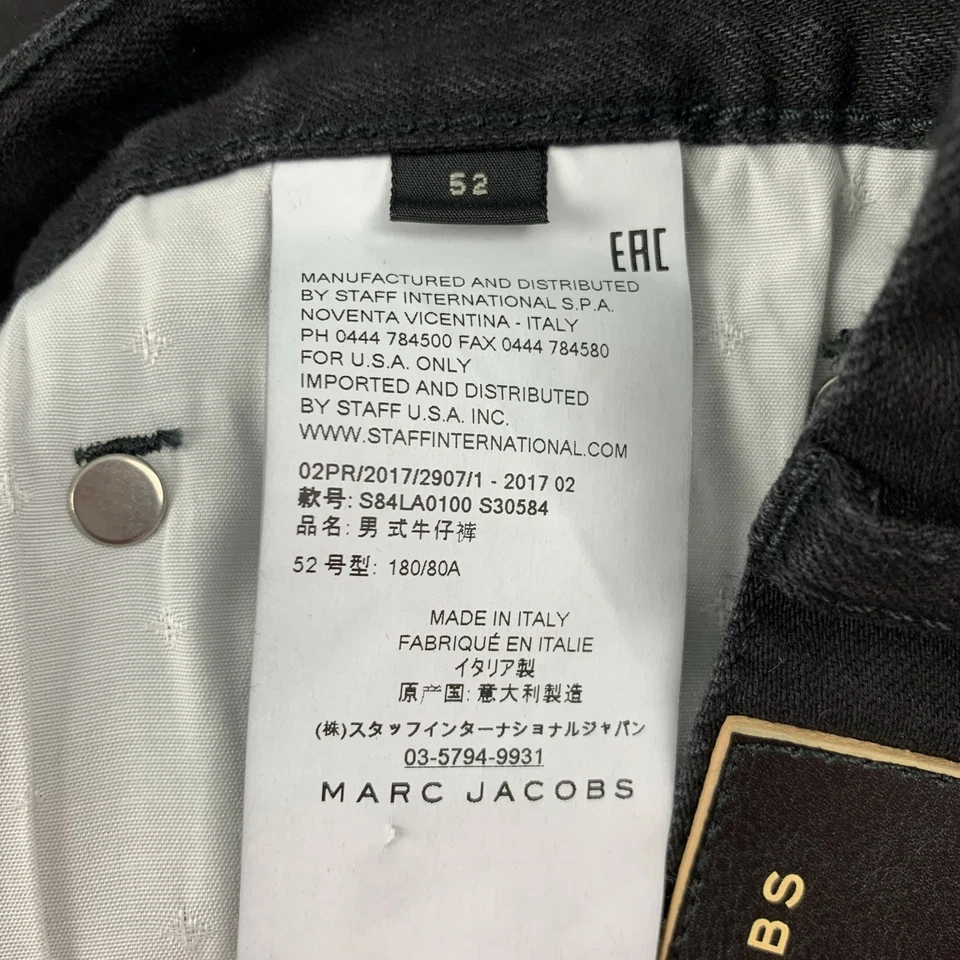 52
EAC
MANUFACTURED AND DISTRIBUTED
BY STAFF INTERNATIONAL S.P.A.
NOVENTA VICENTINA - ITALY
PH 0444 784500 FAX 0444 784580
FOR U.S.A. ONLY
IMPORTED AND DISTRIBUTED
BY STAFF U.S.A. INC.
WWW.STAFFINTERNATIONAL.COM
02PR/2017/2907/1 - 2017 02
款号: S84LA0100 S30584
品名: 男 式牛仔裤
52 号型: 180/80A
MADE IN ITALY
FABRIQUÉ EN ITALIE
イタリア製
原产国: 意大利製造
(株)スタッフインターナショナルジャパン
03-5794-9931
MARC JACOBS
BS